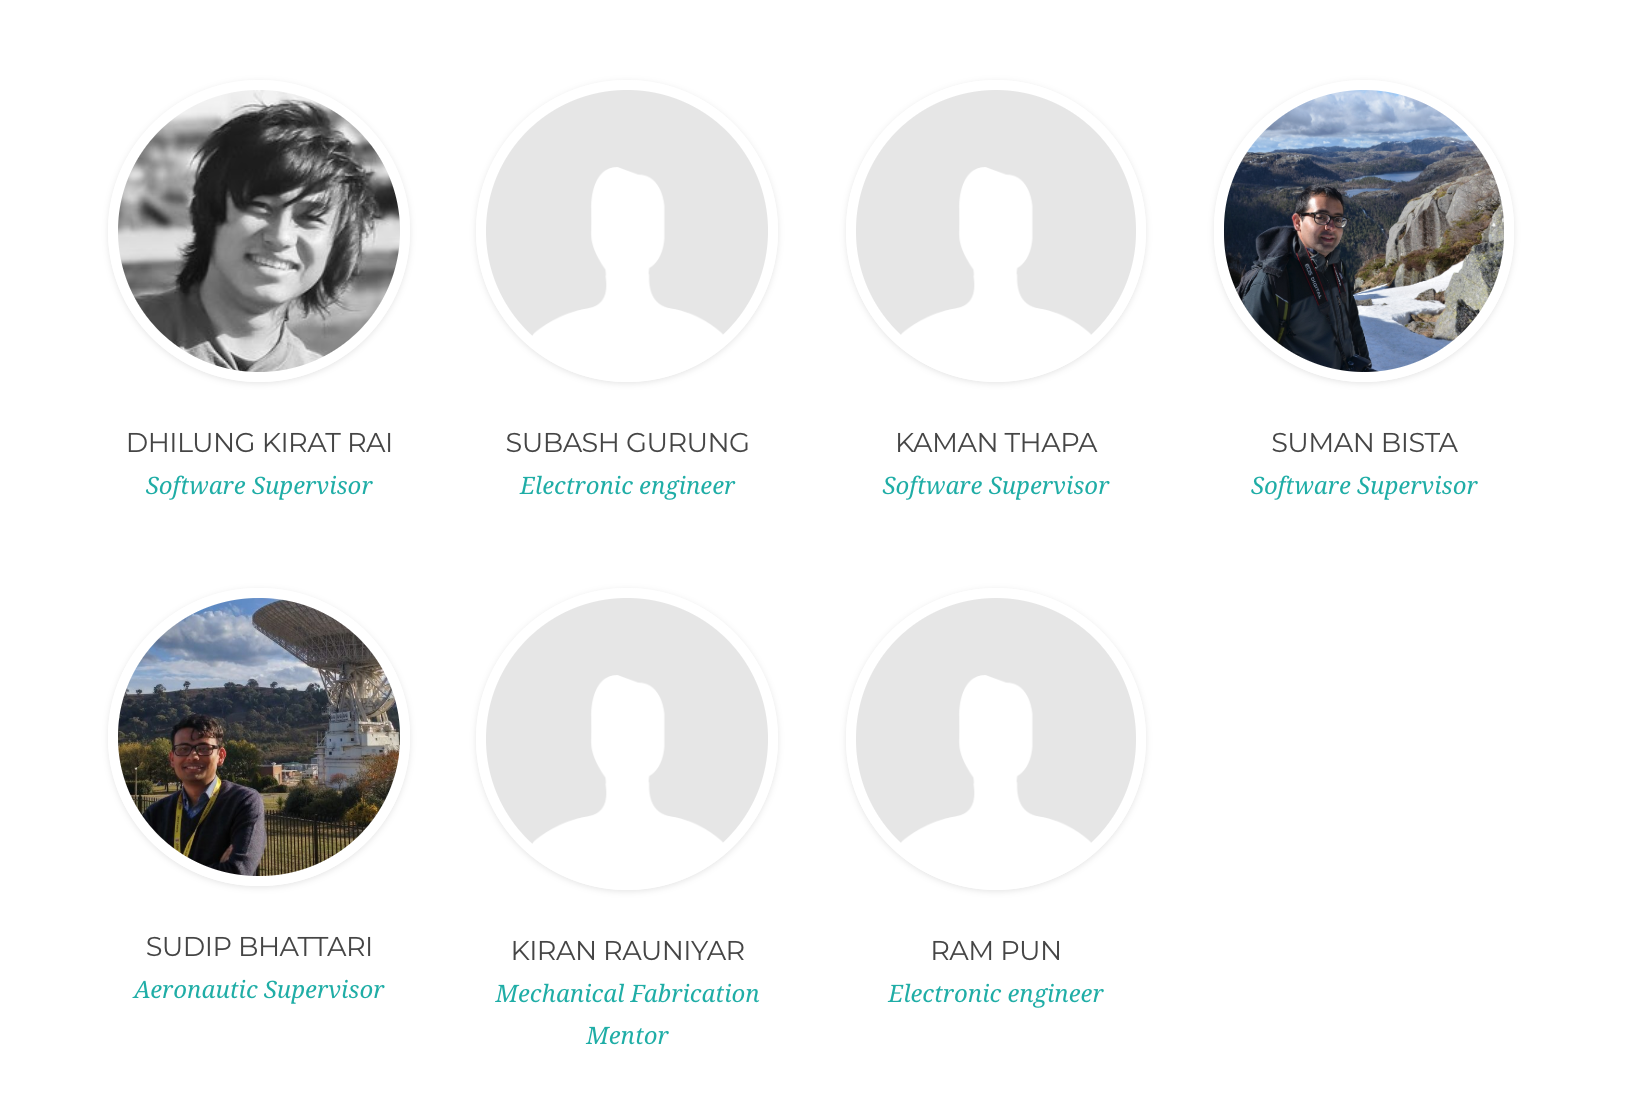 DHILUNG KIRAT RAI
Software Supervisor
SUBASH GURUNG
Electronic engineer
KAMAN THAPA
Software Supervisor
SUMAN BISTA
Software Supervisor
SUDIP BHATTARI
Aeronautic Supervisor
KIRAN RAUNIYAR
Mechanical Fabrication
Mentor
RAM PUN
Electronic engineer